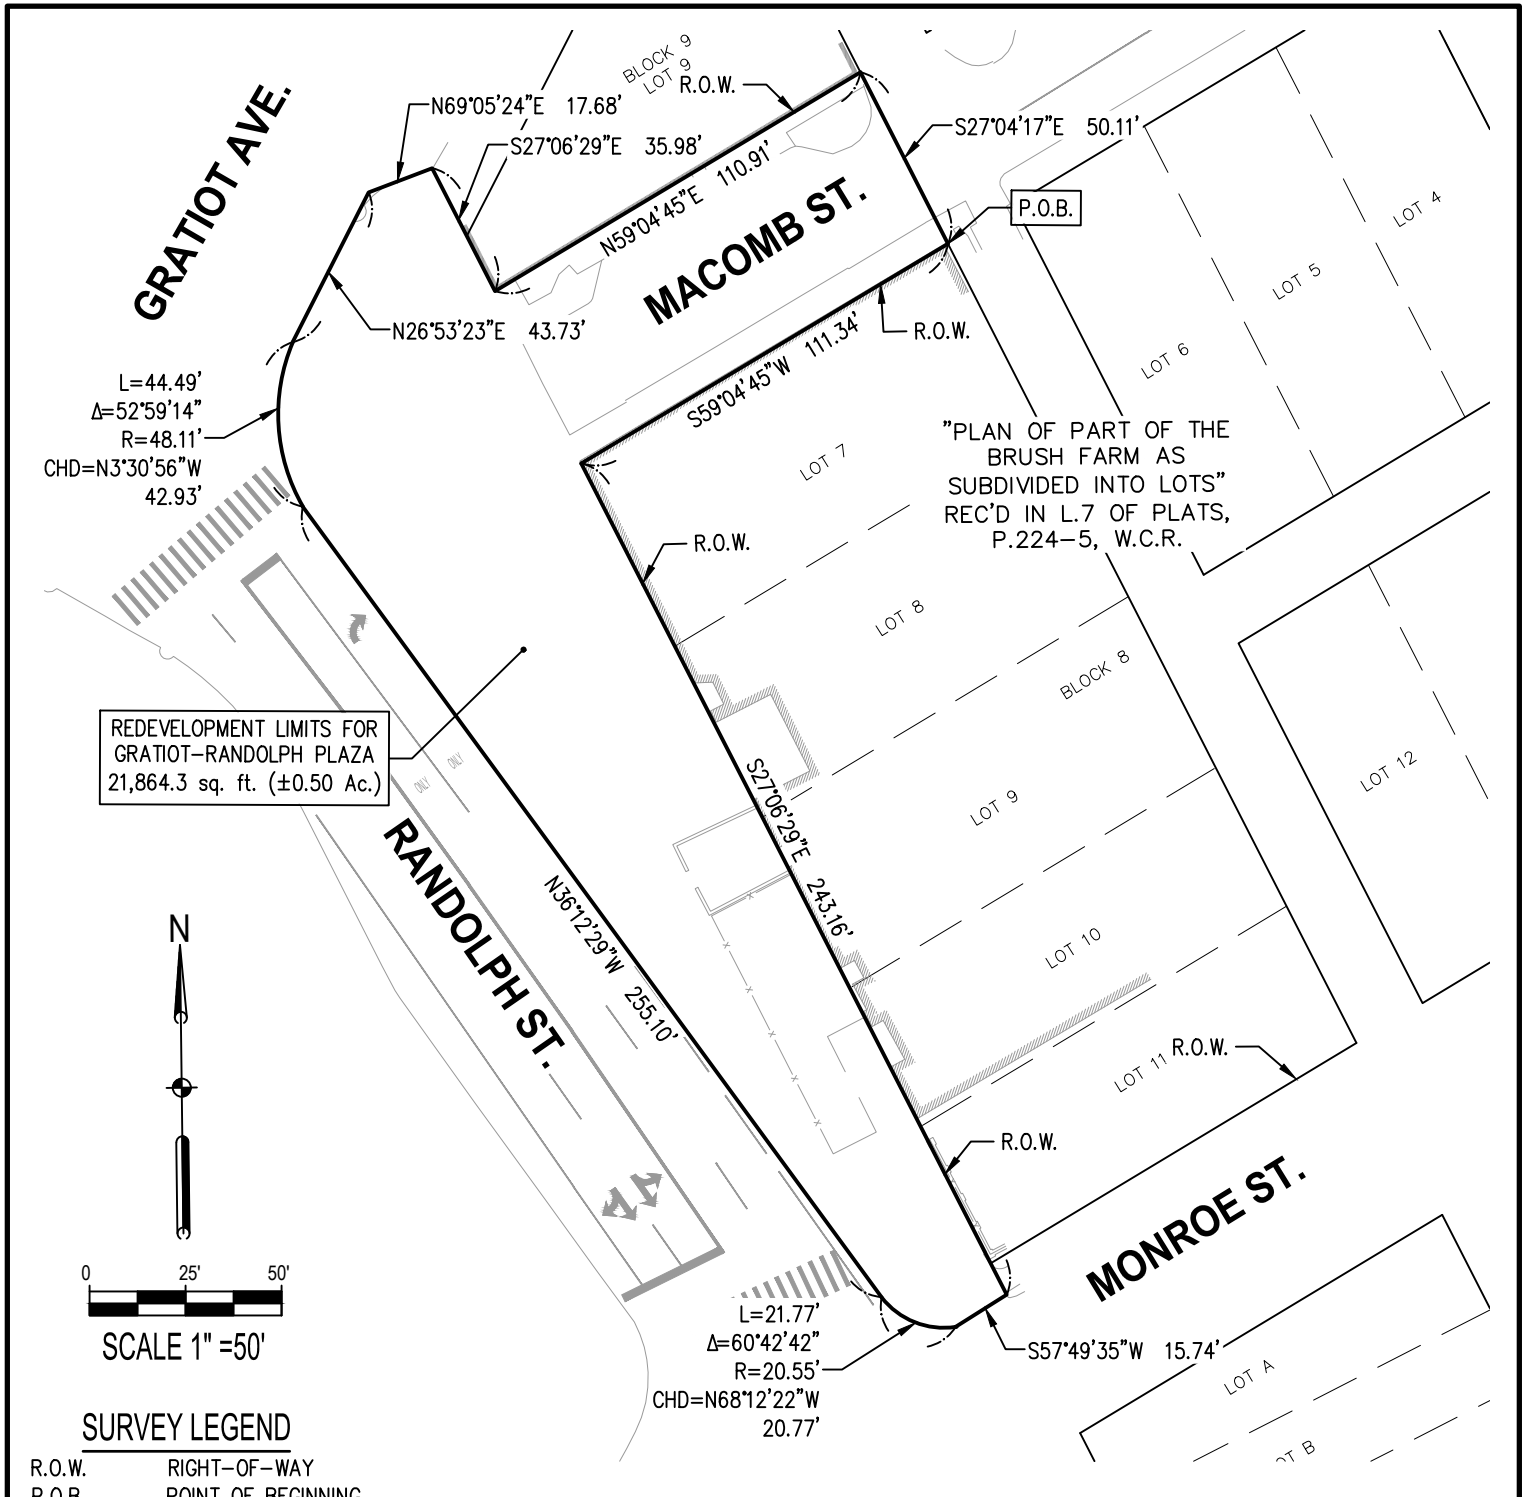 BLOCK 9
LOT 9
R.O.W.
GRATIOT AVE.
N69°05'24"E 17.68'
S27°06'29"E 35.98'
S27°04'17"E 50.11'
N59°04'45"E 110.91'
MACOMB ST.
P.O.B.
LOT 4
LOT 5
LOT 6
N26°53'23"E 43.73'
R.O.W.
S59°04'45"W 111.34'
L=44.49'
Δ=52°59'14"
R=48.11'
CHD=N3°30'56"W
42.93'
"PLAN OF PART OF THE
BRUSH FARM AS
SUBDIVIDED INTO LOTS"
REC'D IN L.7 OF PLATS,
P.224-5, W.C.R.
LOT 7
R.O.W.
LOT 8
BLOCK 8
REDEVELOPMENT LIMITS FOR
GRATIOT-RANDOLPH PLAZA
21,864.3 sq. ft. (±0.50 Ac.)
ONLY
ONLY
LOT 12
LOT 9
S27°06'29"E 243.16'
RANDOLPH ST.
N36°12'29"W 255.10'
LOT 10
N
LOT 11
R.O.W.
R.O.W.
MONROE ST.
0 25' 50'
SCALE 1" =50'
L=21.77'
Δ=60°42'42"
R=20.55'
CHD=N68°12'22"W
20.77'
S57°49'35"W 15.74'
LOT A
OT B
SURVEY LEGEND
R.O.W. RIGHT-OF-WAY
P.O.B. POINT OF BEGINNING